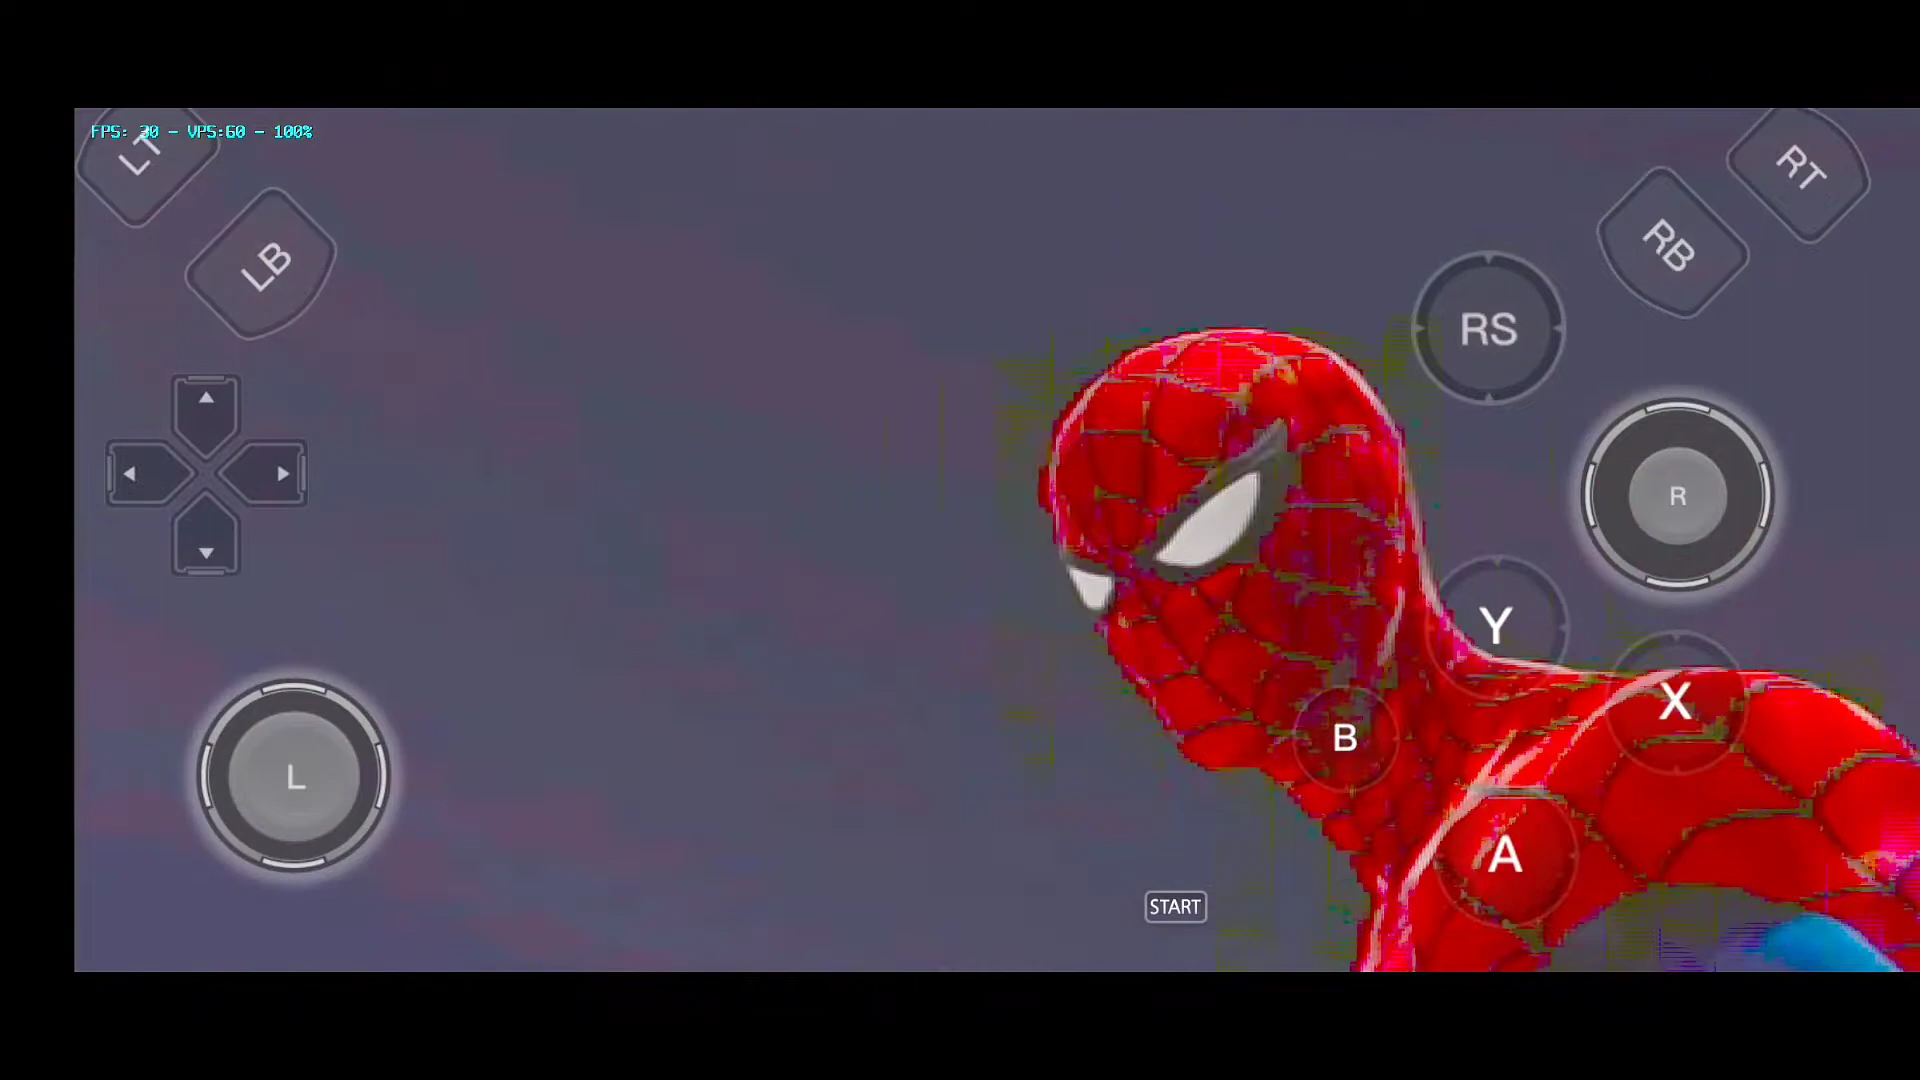 FPS: 30 - VPS:60 - 100%
LT
RT
LB
RB
RS
R
Y
X
B
L
A
START